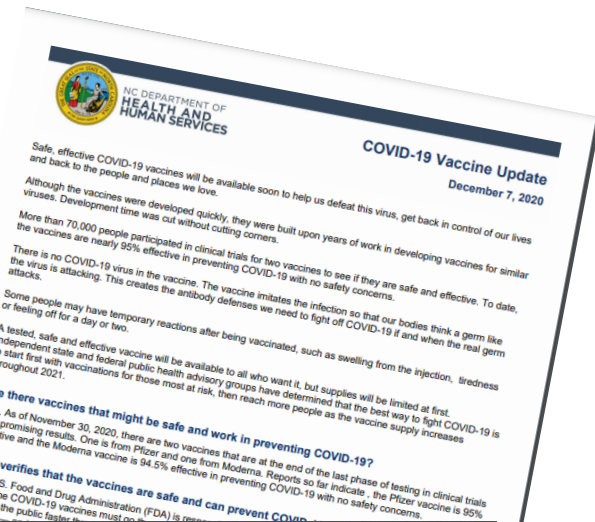 NC DEPARTMENT OF
HEALTH AND
HUMAN SERVICES
COVID-19 Vaccine Update
December 7, 2020
Safe, effective COVID-19 vaccines will be available soon to help us defeat this virus, get back in control of our lives
and back to the people and places we love.
Although the vaccines were developed quickly, they were built upon years of work in developing vaccines for similar
viruses. Development time was cut without cutting corners.
More than 70,000 people participated in clinical trials for two vaccines to see if they are safe and effective. To date,
the vaccines are nearly 95% effective in preventing COVID-19 with no safety concerns.
There is no COVID-19 virus in the vaccine. The vaccine imitates the infection so that our bodies think a germ like
the virus is attacking. This creates the antibody defenses we need to fight off COVID-19 if and when the real germ
attacks.
Some people may have temporary reactions after being vaccinated, such as swelling from the injection, tiredness
or feeling off for a day or two.
A tested, safe and effective vaccine will be available to all who want it, but supplies will be limited at first.
ndependent state and federal public health advisory groups have determined that the best way to fight COVID-19 is
start first with vaccinations for those most at risk, then reach more people as the vaccine supply increases
roughout 2021.
e there vaccines that might be safe and work in preventing COVID-19?
. As of November 30, 2020, there are two vaccines that are at the end of the last phase of testing in clinical trials
promising results. One is from Pfizer and one from Moderna. Reports so far indicate , the Pfizer vaccine is 95%
tive and the Moderna vaccine is 94.5% effective in preventing COVID-19 with no safety concerns.
verifies that the vaccines are safe and can prevent COVID-
S. Food and Drug Administration (FDA) is
COVID-19 vaccines must go
the public faster